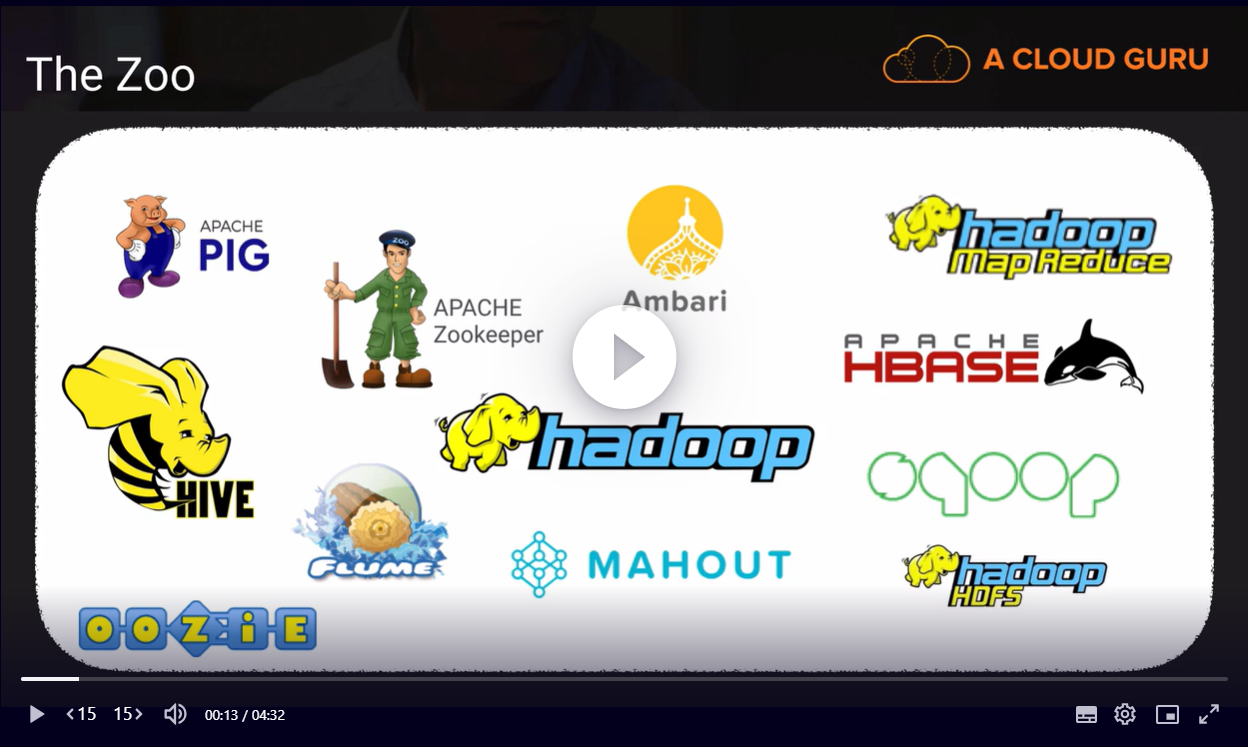 The Zoo
A CLOUD GURU
APACHE
PIG
ZOO
APACHE
Zookeeper
Ambari
hadoop
Map Reduce
APACHE
HBASE
HIVE
hadoop
sqoop
FLUME
MAHOUT
hadoop
HDFS
OOZiE
15
15
00:13 / 04:32